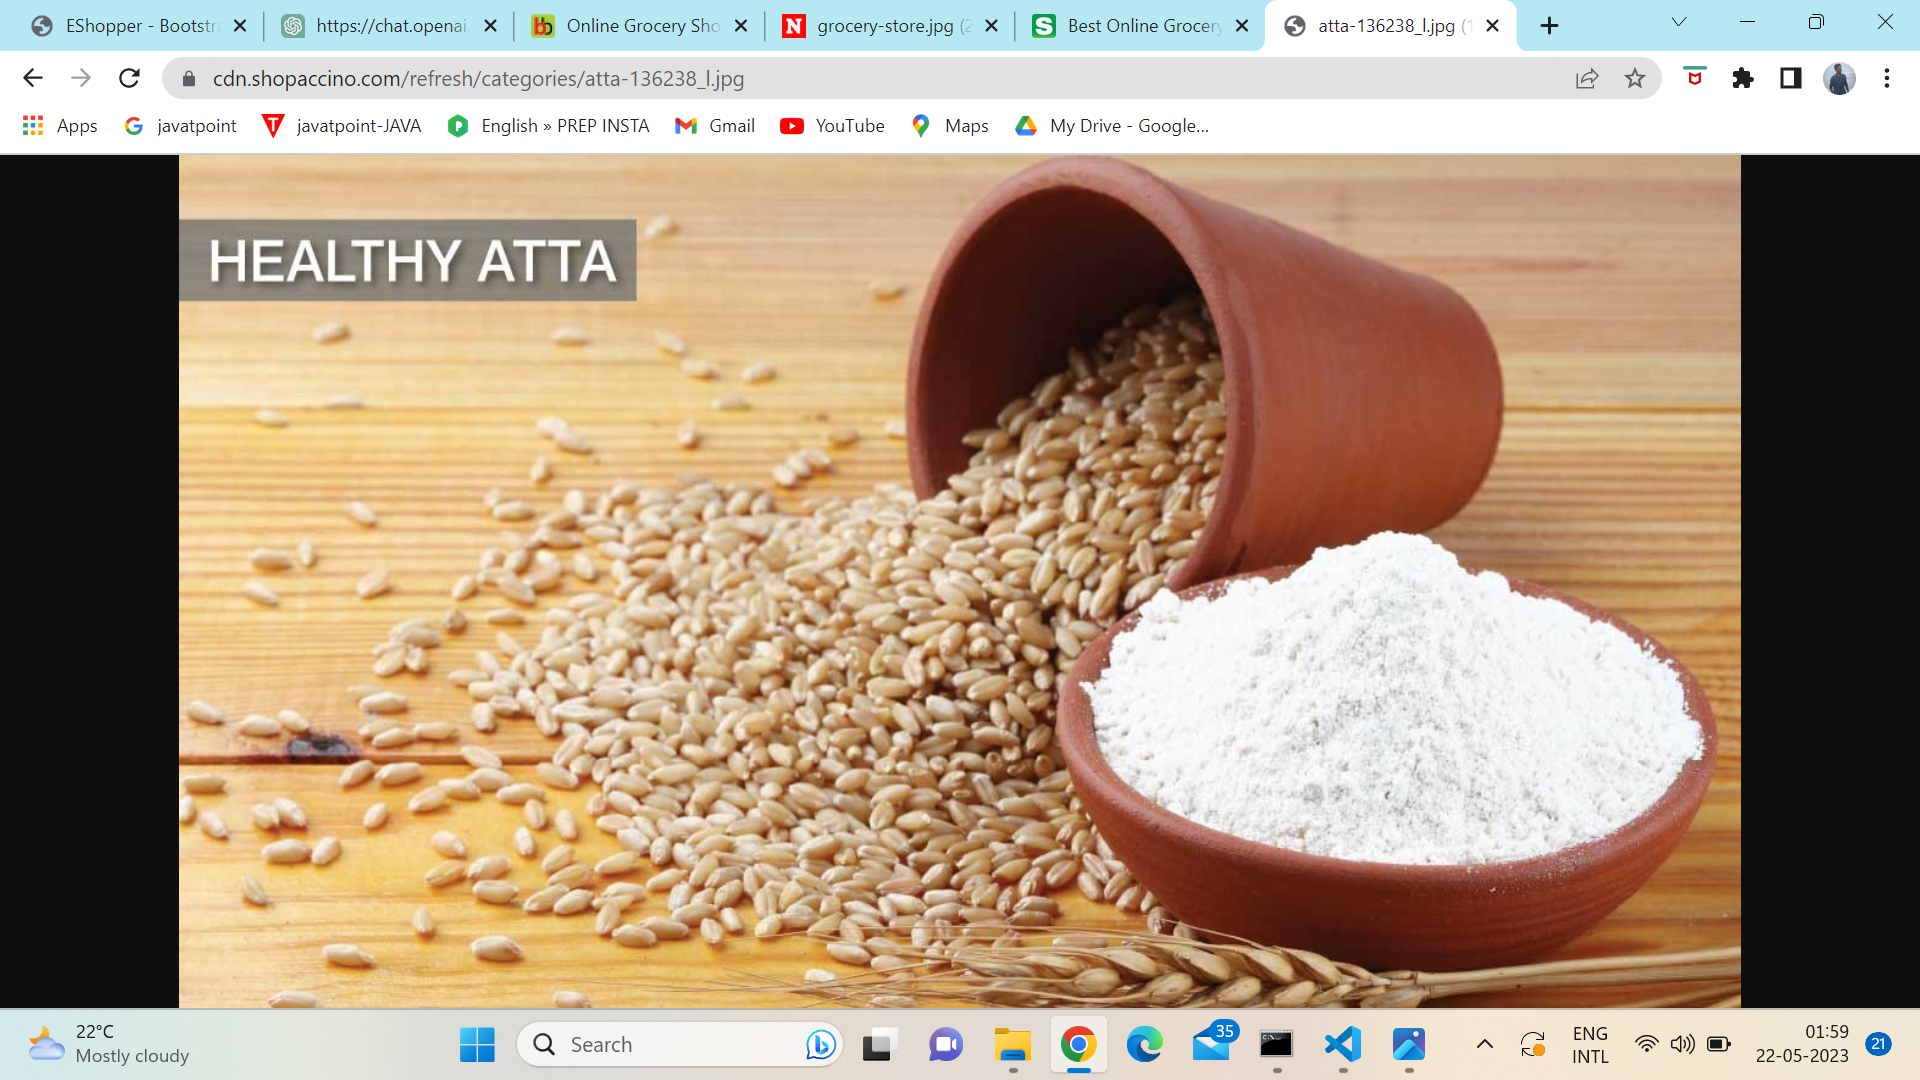 EShopper - Bootstr
https://chat.openai.
Online Grocery Sho
grocery-store.jpg (2
Best Online Grocery
atta-136238_l.jpg (1
cdn.shopaccino.com/refresh/categories/atta-136238_l.jpg
Apps
javatpoint
javatpoint-JAVA
English » PREP INSTA
Gmail
YouTube
Maps
My Drive - Google...
HEALTHY ATTA
22°C
Mostly cloudy
Search
35
ENG
INTL
01:59
22-05-2023
21